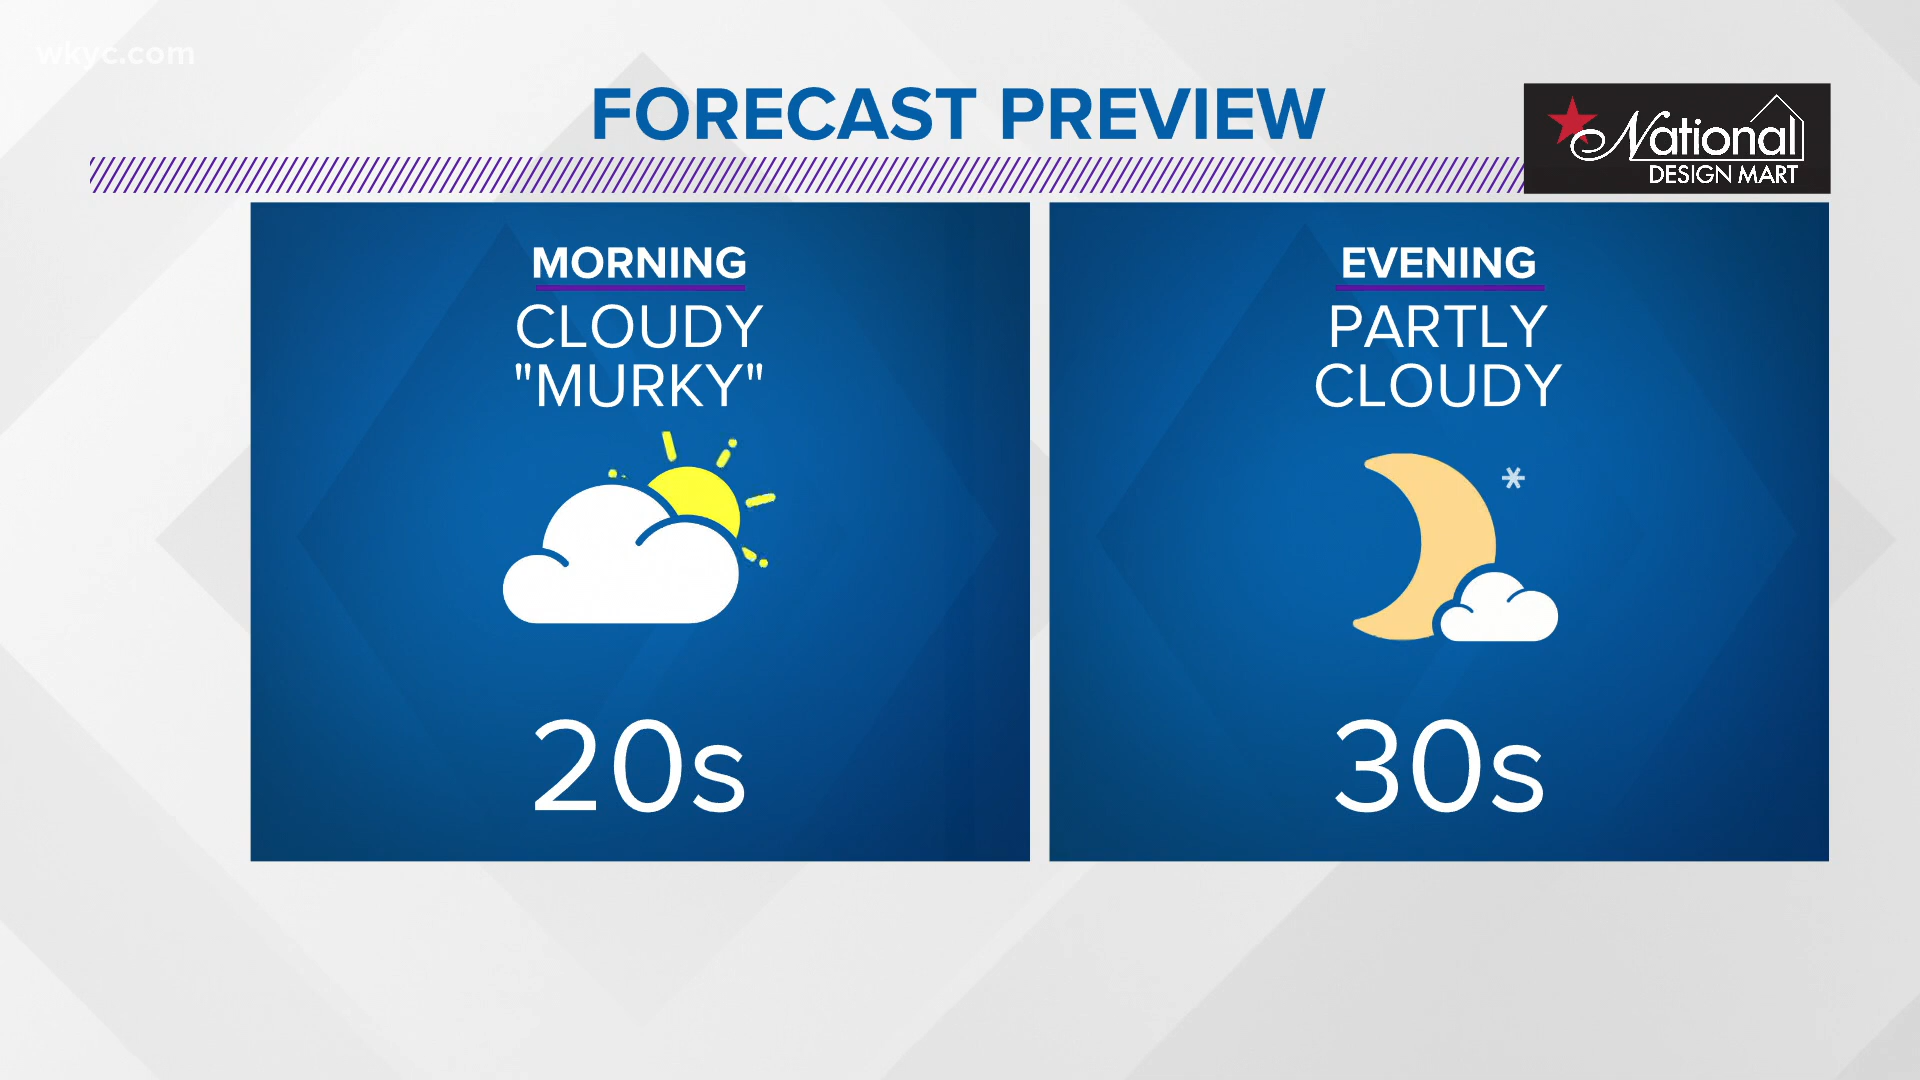 wkyc.com
FORECAST PREVIEW
National
DESIGN MART
MORNING
CLOUDY
"MURKY"
20s
EVENING
PARTLY
CLOUDY
30s